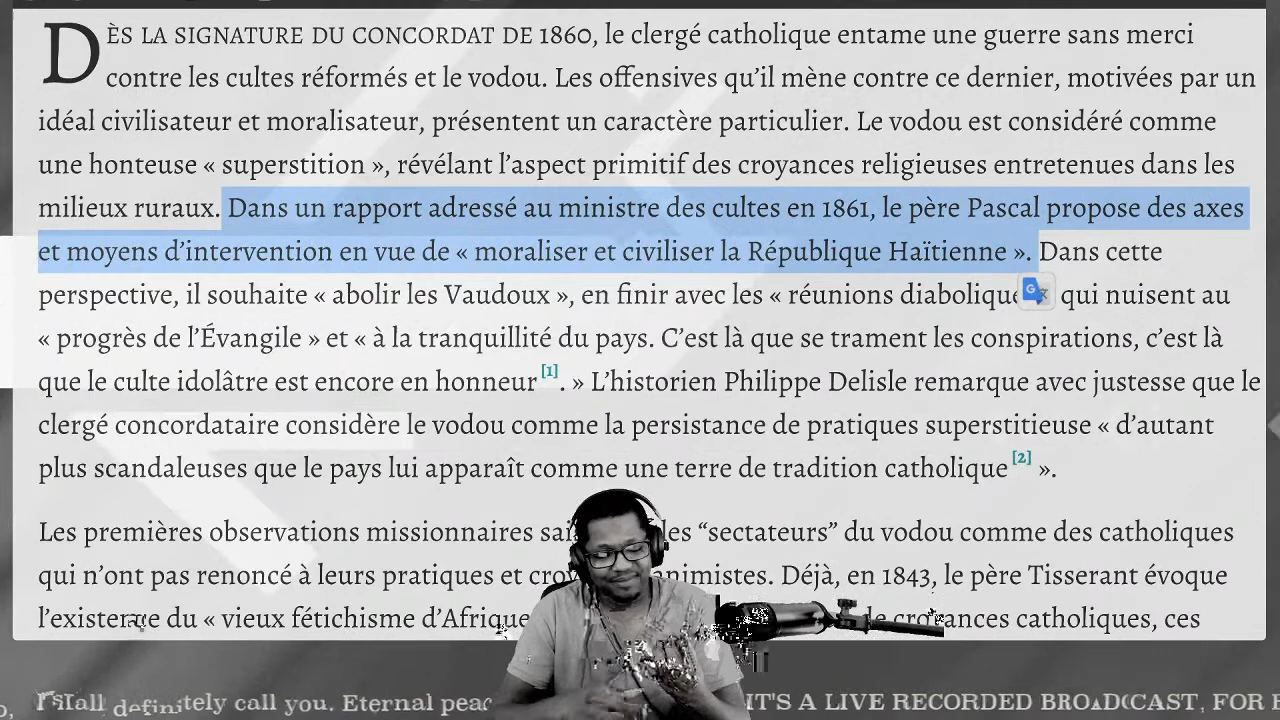 DÈS LA SIGNATURE DU CONCORDAT DE 1860, le clergé catholique entame une guerre sans merci
contre les cultes réformés et le vodou. Les offensives qu’il mène contre ce dernier, motivées par un
idéal civilisateur et moralisateur, présentent un caractère particulier. Le vodou est considéré comme
une honteuse « superstition », révélant l’aspect primitif des croyances religieuses entretenues dans les
milieux ruraux. Dans un rapport adressé au ministre des cultes en 1861, le père Pascal propose des axes
et moyens d’intervention en vue de « moraliser et civiliser la République Haïtienne ». Dans cette
perspective, il souhaite « abolir les Vaudoux », en finir avec les « réunions diabolique qui nuisent au
« progrès de l’Évangile » et « à la tranquillité du pays. C’est là que se trament les conspirations, c’est là
que le culte idolâtre est encore en honneur [1]. » L’historien Philippe Delisle remarque avec justesse que le
clergé concordataire considère le vodou comme la persistance de pratiques superstitieuse « d’autant
plus scandaleuses que le pays lui apparaît comme une terre de tradition catholique [2] ».
Les premières observations missionnaires les “sectateurs” du vodou comme des catholiques
qui n’ont pas renoncé à leurs pratiques et animistes. Déjà, en 1843, le père Tisserant évoque
l’existence du « vieux fétichisme d’Afrique de croyances catholiques, ces
I shall definitely call you. Eternal peac IT'S A LIVE RECORDED BROADCAST, FOR